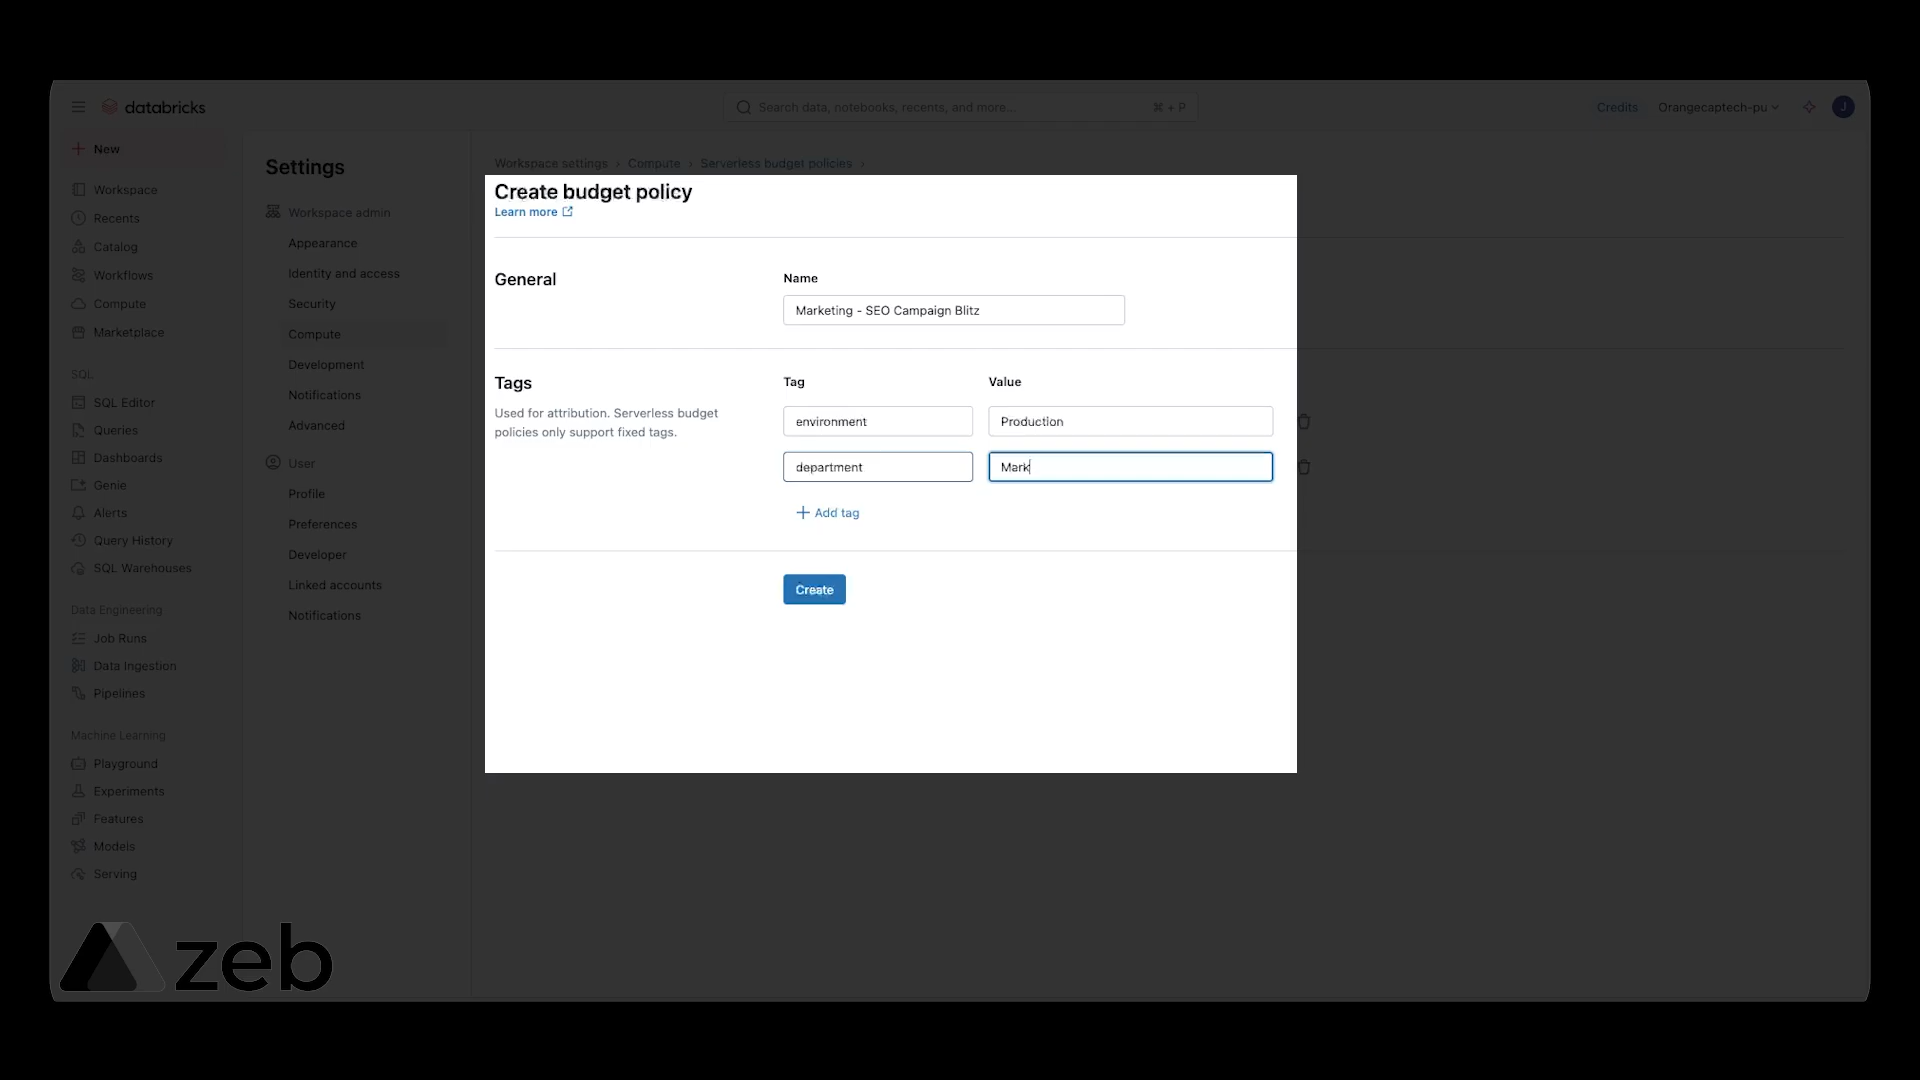 databricks
Search data, notebooks, recents, and more...
⌘ + P
Credits
Orangecaptech-pu
J
New
Workspace
Recents
Catalog
Workflows
Compute
Marketplace
SQL
SQL Editor
Queries
Dashboards
Genie
Alerts
Query History
SQL Warehouses
Data Engineering
Job Runs
Data Ingestion
Pipelines
Machine Learning
Playground
Experiments
Features
Models
Serving
Settings
Workspace admin
Appearance
Identity and access
Security
Compute
Development
Notifications
Advanced
User
Profile
Preferences
Developer
Linked accounts
Notifications
Workspace settings › Compute › Serverless budget policies ›
Create budget policy
Learn more
General
Name
Marketing - SEO Campaign Blitz
Tags
Used for attribution. Serverless budget
policies only support fixed tags.
Tag
Value
environment
Production
department
Mark
+ Add tag
Create
zeb